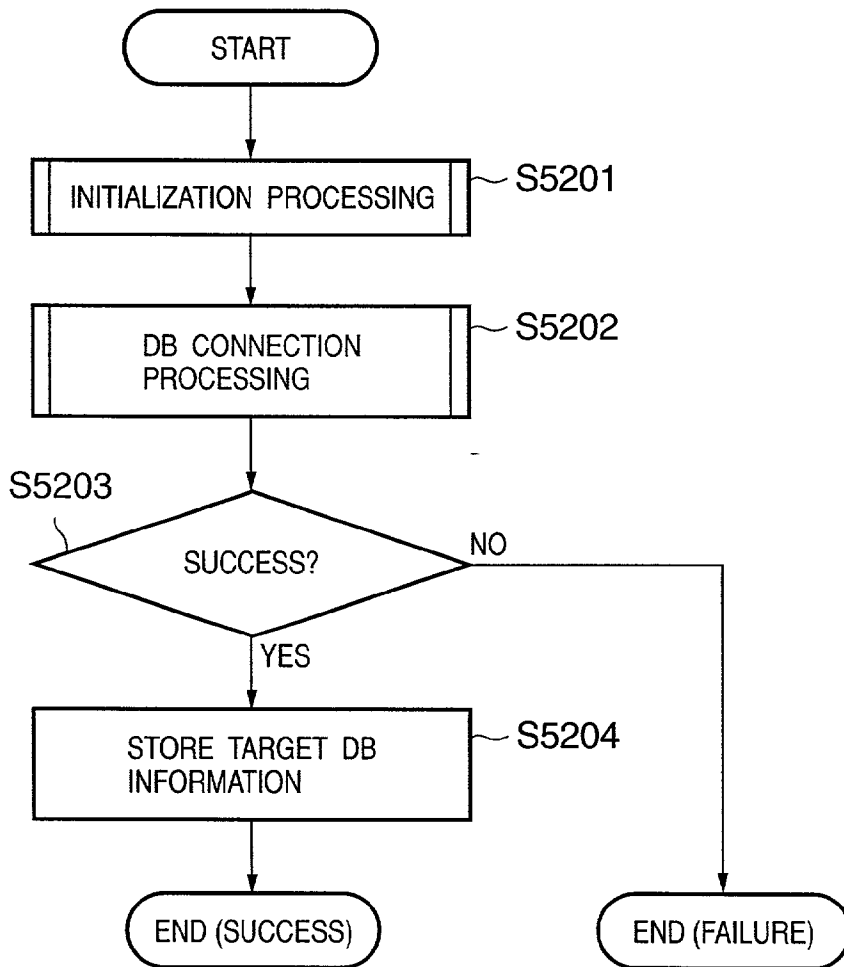 START
INITIALIZATION PROCESSING
S5201
DB CONNECTION
PROCESSING
S5202
S5203
SUCCESS?
NO
YES
STORE TARGET DB
INFORMATION
S5204
END (SUCCESS)
END (FAILURE)